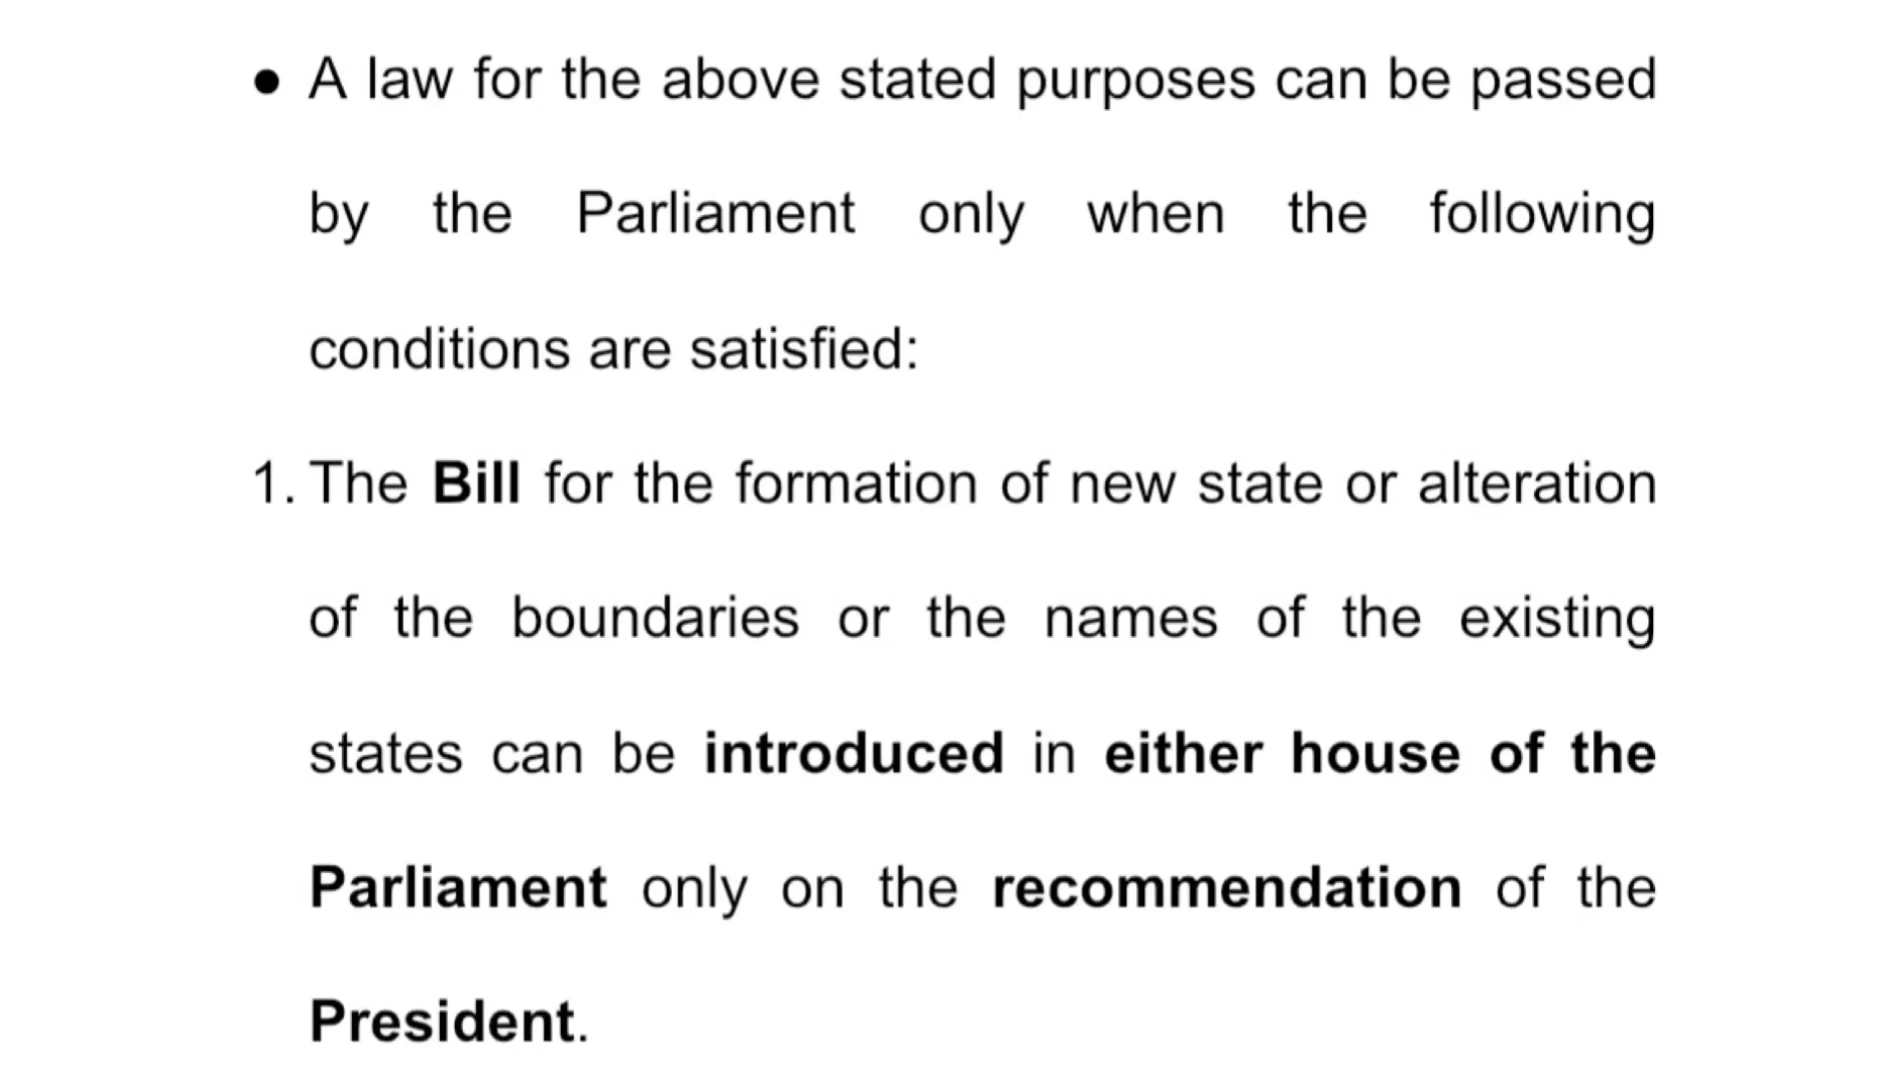 ● A law for the above stated purposes can be passed
by the Parliament only when the following
conditions are satisfied:
1. The Bill for the formation of new state or alteration
of the boundaries or the names of the existing
states can be introduced in either house of the
Parliament only on the recommendation of the
President.